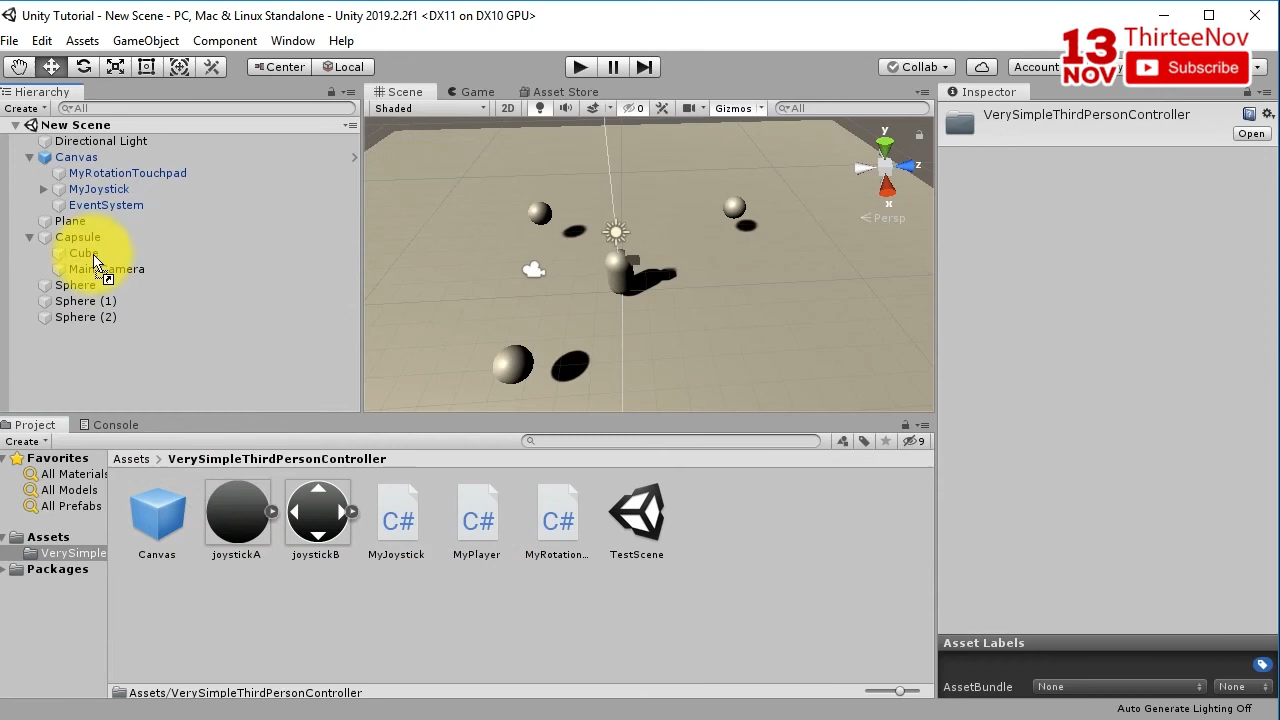 Unity Tutorial - New Scene - PC, Mac & Linux Standalone - Unity 2019.2.2f1 <DX11 on DX10 GPU>
File Edit Assets GameObject Component Window Help
13 NOV ThirteeNov
Subscribe
Center Local
Collab Account
Hierarchy
Scene Game Asset Store
Inspector
Create All
Shaded 2D 0 Gizmos All
VerySimpleThirdPersonController
Open
New Scene
Directional Light
Canvas
MyRotationTouchpad
MyJoystick
EventSystem
Plane
Capsule
Cube
Main Camera
Sphere
Sphere (1)
Sphere (2)
y
z
x
Persp
Project Console
Create 9
Favorites
All Materials
All Models
All Prefabs
Assets
VerySimple
Packages
Assets > VerySimpleThirdPersonController
C# C# C#
Canvas joystickA joystickB MyJoystick MyPlayer MyRotation... TestScene
Assets/VerySimpleThirdPersonController
Asset Labels
AssetBundle None None
Auto Generate Lighting Off